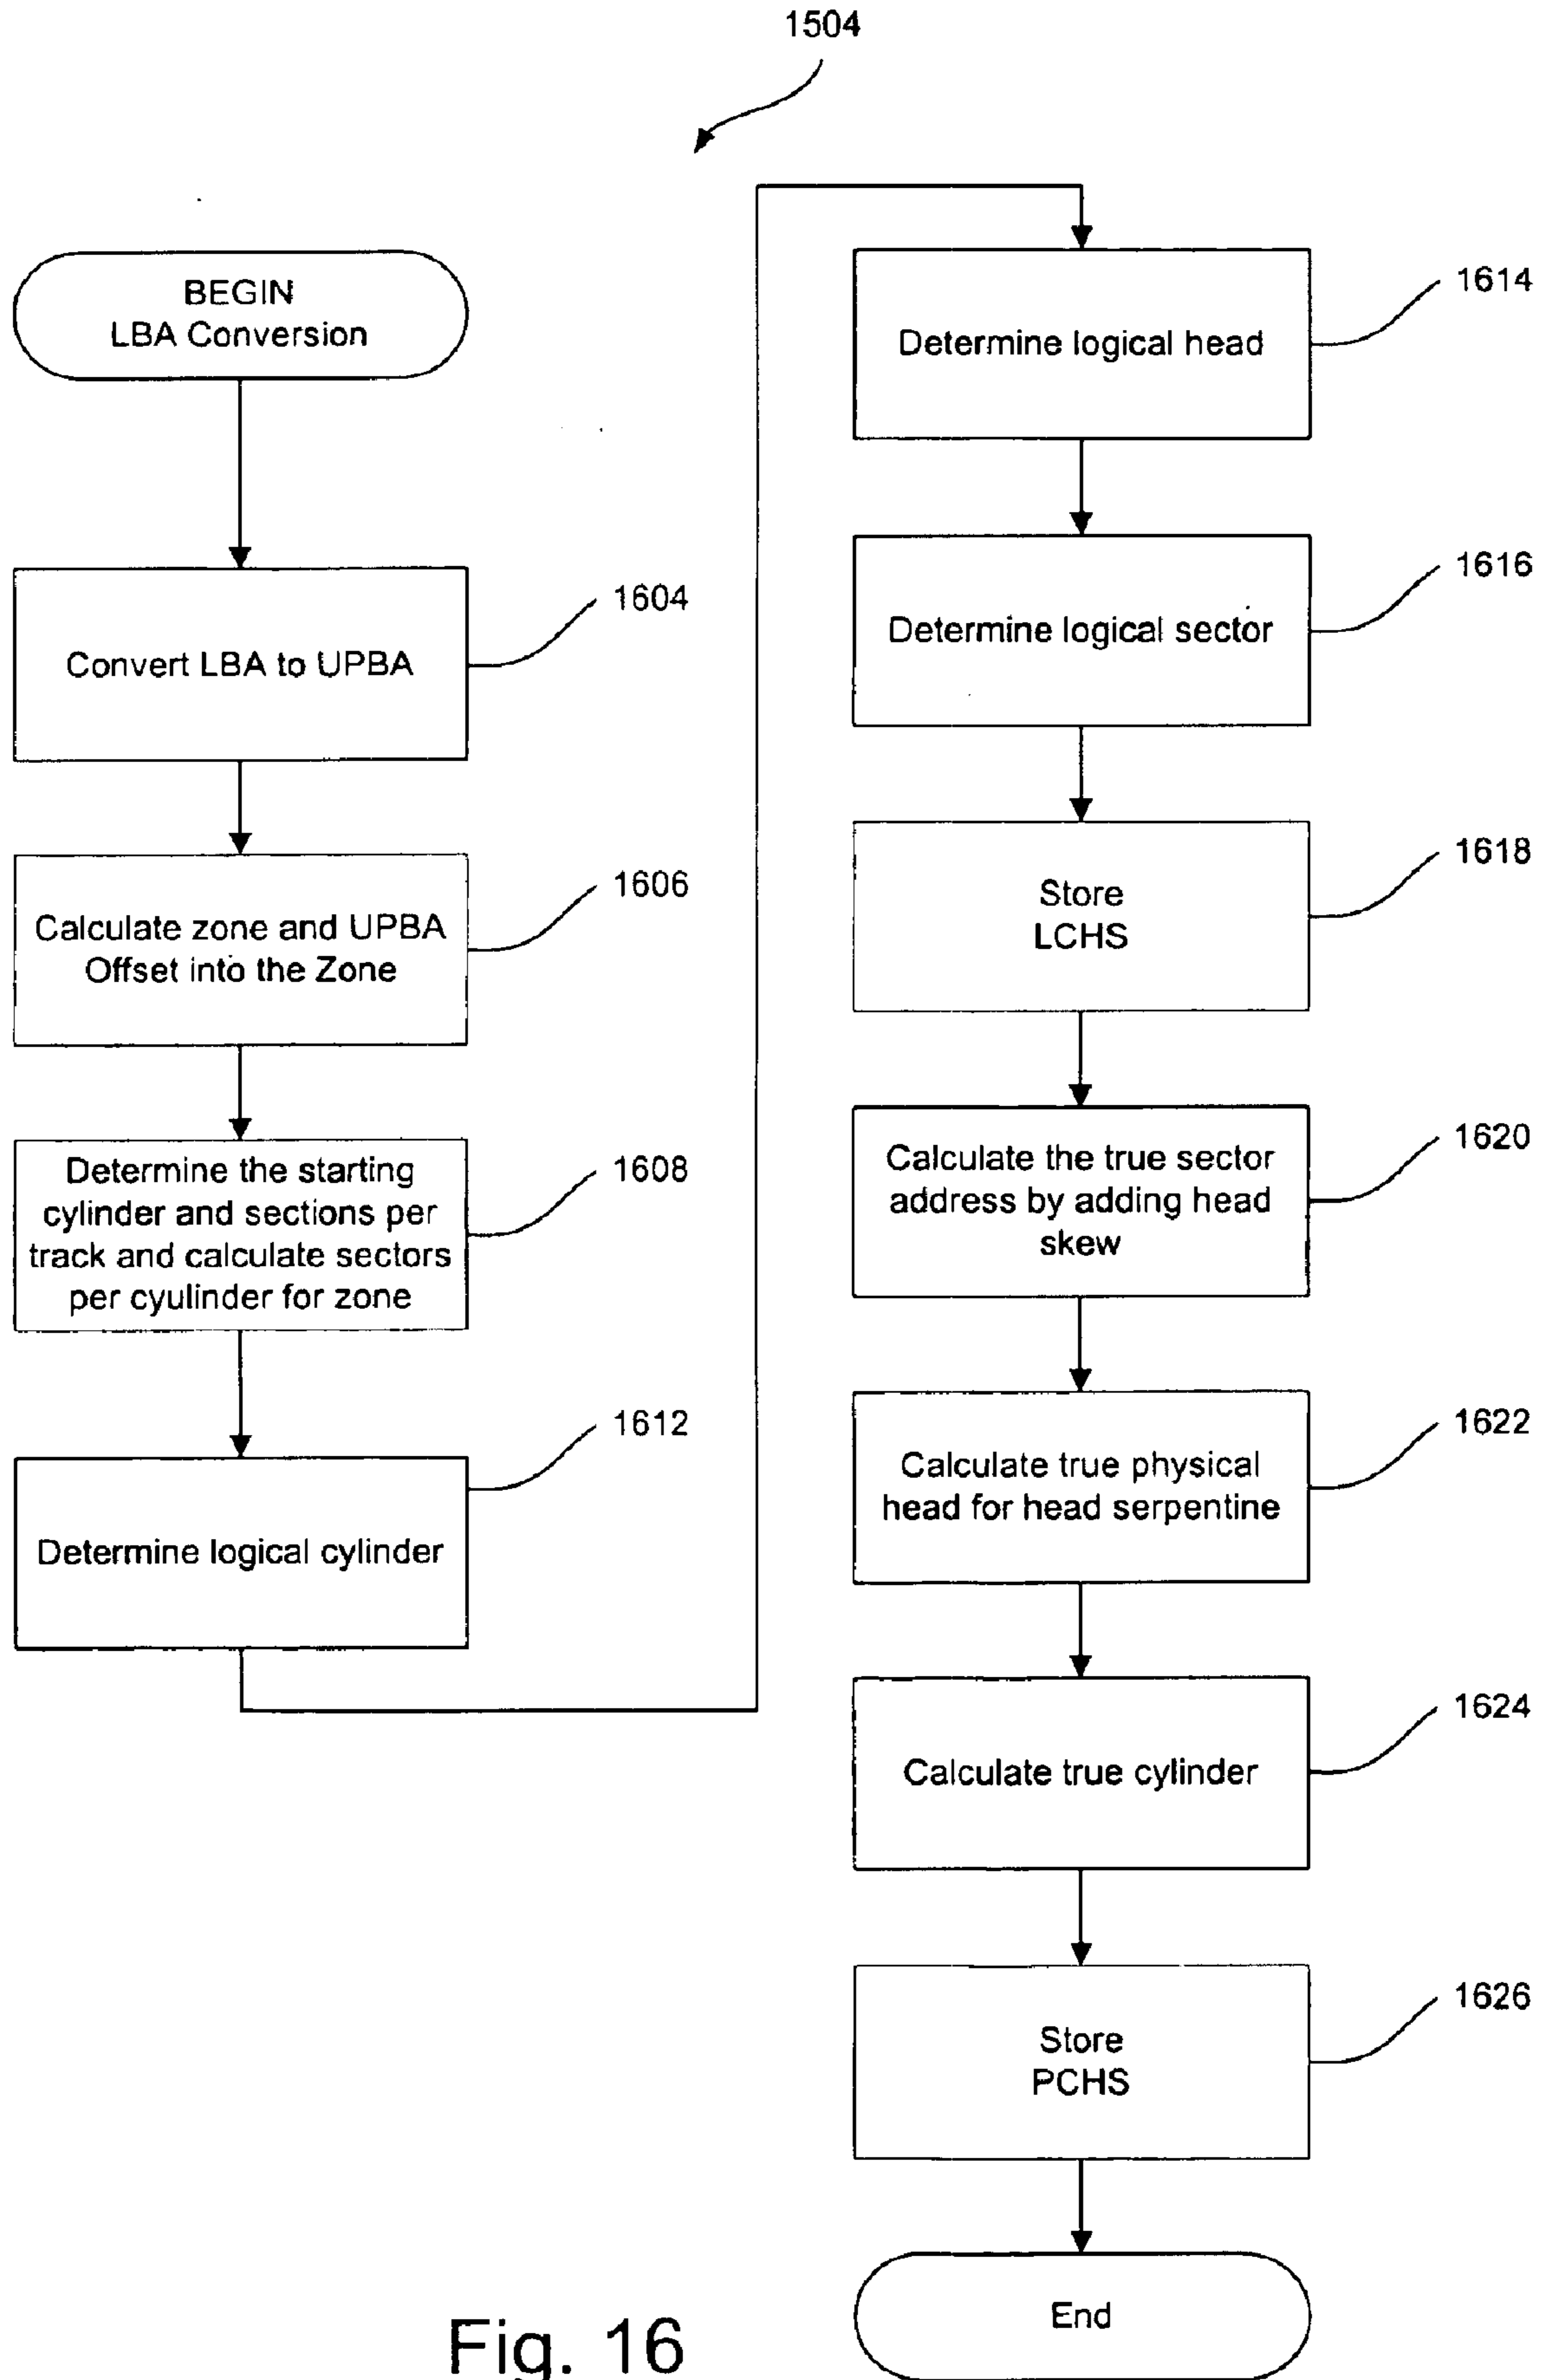 1504
BEGIN
LBA Conversion
Convert LBA to UPBA
1604
Calculate zone and UPBA
Offset into the Zone
1606
Determine the starting
cylinder and sections per
track and calculate sectors
per cyulinder for zone
1608
Determine logical cylinder
1612
Determine logical head
1614
Determine logical sector
1616
Store
LCHS
1618
Calculate the true sector
address by adding head
skew
1620
Calculate true physical
head for head serpentine
1622
Calculate true cylinder
1624
Store
PCHS
1626
End
Fig. 16